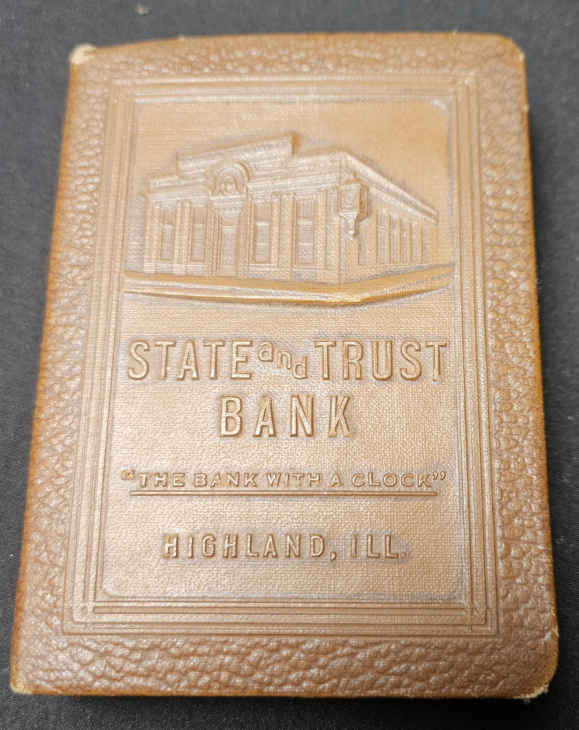 STATE and TRUST
BANK
"THE BANK WITH A CLOCK"
HIGHLAND, ILL.